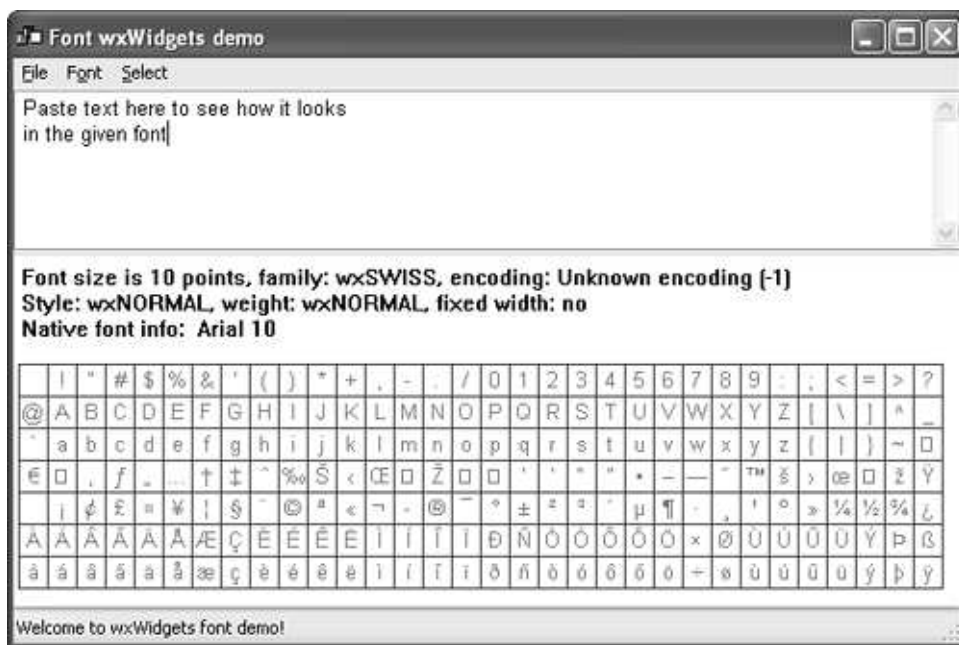 Font wxWidgets demo
File Font Select
Paste text here to see how it looks
in the given font
Font size is 10 points, family: wxSWISS, encoding: Unknown encoding (-1)
Style: wxNORMAL, weight: wxNORMAL, fixed width: no
Native font info: Arial 10
! " # $ % & ' ( ) * + , - . / 0 1 2 3 4 5 6 7 8 9 : ; < = > ?
@ A B C D E F G H I J K L M N O P Q R S T U V W X Y Z [ \ ] ^ _
` a b c d e f g h i j k l m n o p q r s t u v w x y z { | } ~ □
€ □ ‚ ƒ „ … † ‡ ˆ ‰ Š ‹ Œ □ Ž □ □ ‘ ’ “ ” • – — ˜ ™ š › œ □ ž Ÿ
¡ ¢ £ ¤ ¥ ¦ § ¨ © ª « ¬ - ® ¯ ° ± ² ³ ´ µ ¶ · ¸ ¹ º » ¼ ½ ¾ ¿
À Á Â Ã Ä Å Æ Ç È É Ê Ë Ì Í Î Ï Ð Ñ Ò Ó Ô Õ Ö × Ø Ù Ú Û Ü Ý Þ ß
à á â ã ä å æ ç è é ê ë ì í î ï ð ñ ò ó ô õ ö ÷ ø ù ú û ü ý þ ÿ
Welcome to wxWidgets font demo!